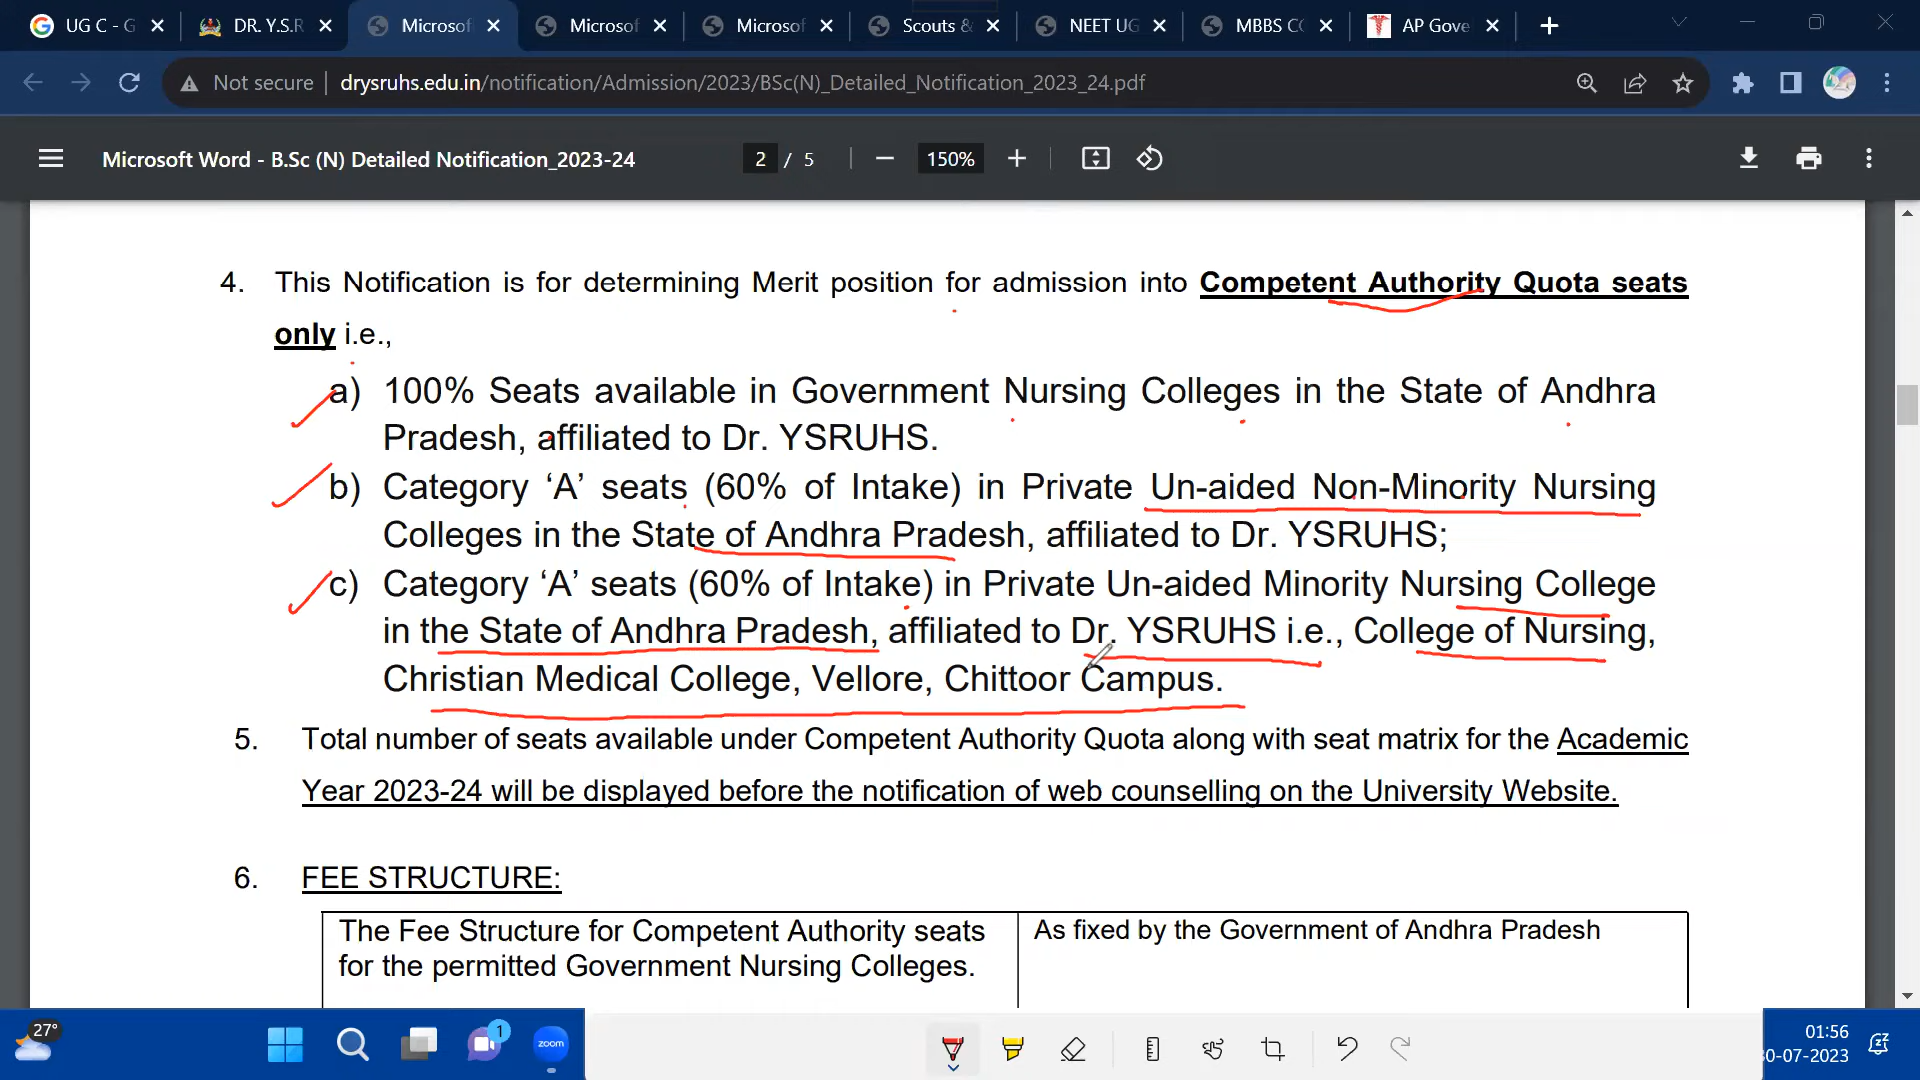 UG C - G
DR. Y.S.R
Microsof
Microsof
Microsof
Scouts &
NEET UG
MBBS CC
AP Gove
Not secure
drysruhs.edu.in/notification/Admission/2023/BSc(N)_Detailed_Notification_2023_24.pdf
Microsoft Word - B.Sc (N) Detailed Notification_2023-24
2 / 5
150%
4. This Notification is for determining Merit position for admission into Competent Authority Quota seats
only i.e.,
a) 100% Seats available in Government Nursing Colleges in the State of Andhra
Pradesh, affiliated to Dr. YSRUHS.
b) Category ‘A’ seats (60% of Intake) in Private Un-aided Non-Minority Nursing
Colleges in the State of Andhra Pradesh, affiliated to Dr. YSRUHS;
c) Category ‘A’ seats (60% of Intake) in Private Un-aided Minority Nursing College
in the State of Andhra Pradesh, affiliated to Dr. YSRUHS i.e., College of Nursing,
Christian Medical College, Vellore, Chittoor Campus.
5. Total number of seats available under Competent Authority Quota along with seat matrix for the Academic
Year 2023-24 will be displayed before the notification of web counselling on the University Website.
6. FEE STRUCTURE:
The Fee Structure for Competent Authority seats
for the permitted Government Nursing Colleges.
As fixed by the Government of Andhra Pradesh
27°
1
zoom
01:56
30-07-2023